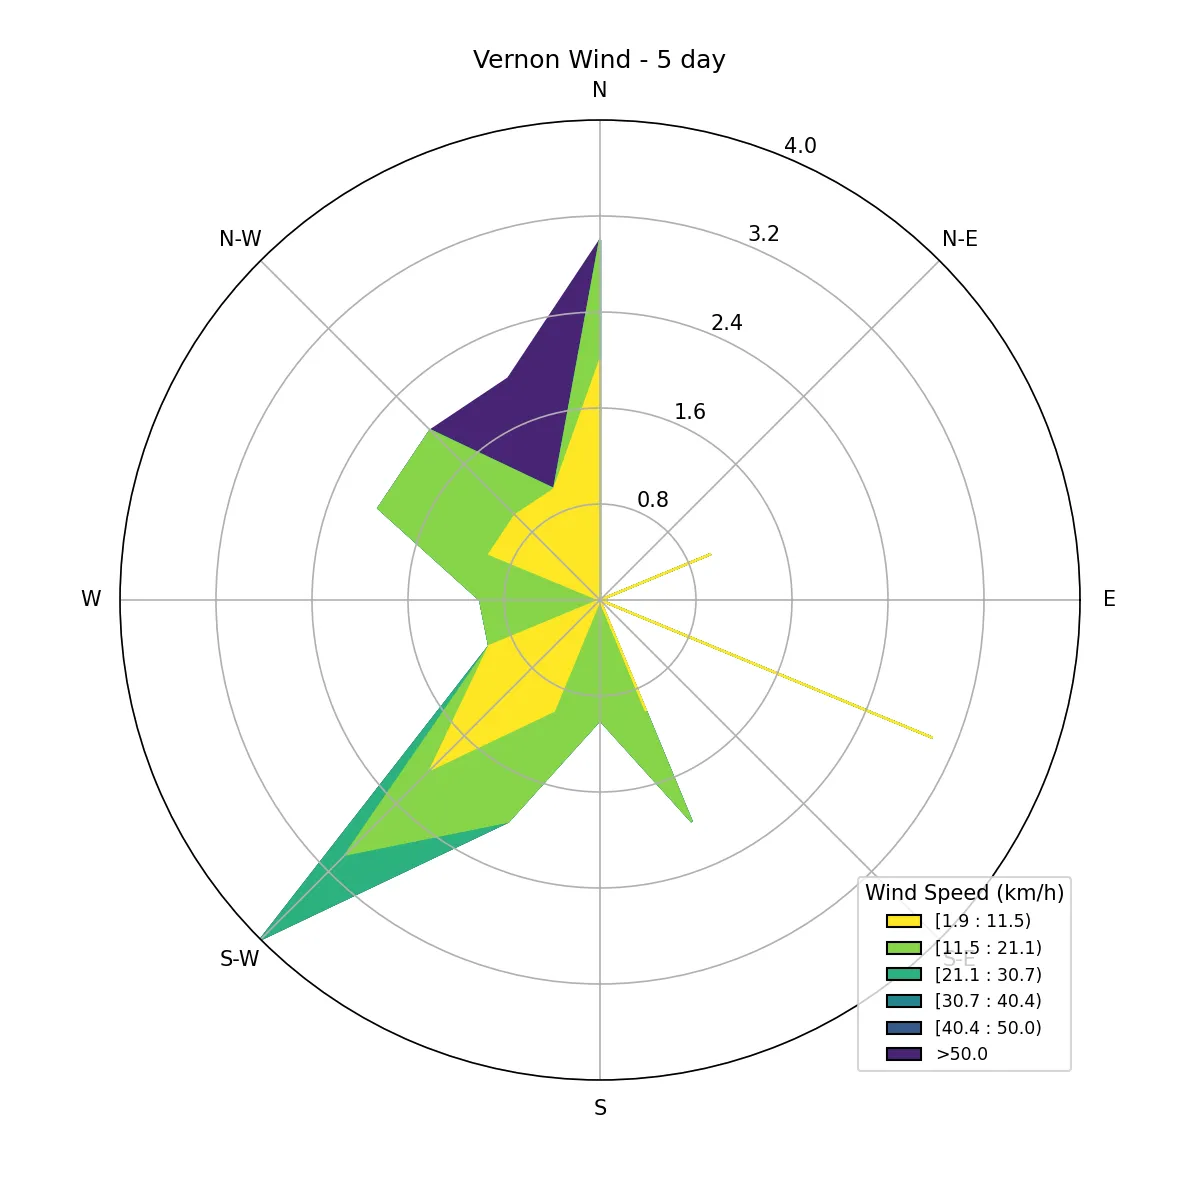 Vernon Wind - 5 day
N
4.0
N-W
N-E
3.2
2.4
1.6
0.8
W
E
S-W
S-E
Wind Speed (km/h)
[1.9 : 11.5)
[11.5 : 21.1)
[21.1 : 30.7)
[30.7 : 40.4)
[40.4 : 50.0)
>50.0
S